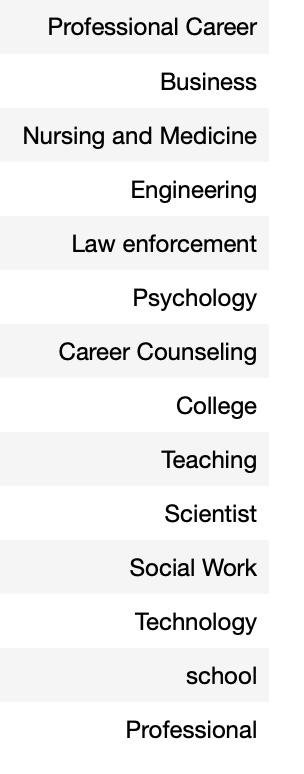 Professional Career
Business
Nursing and Medicine
Engineering
Law enforcement
Psychology
Career Counseling
College
Teaching
Scientist
Social Work
Technology
school
Professional